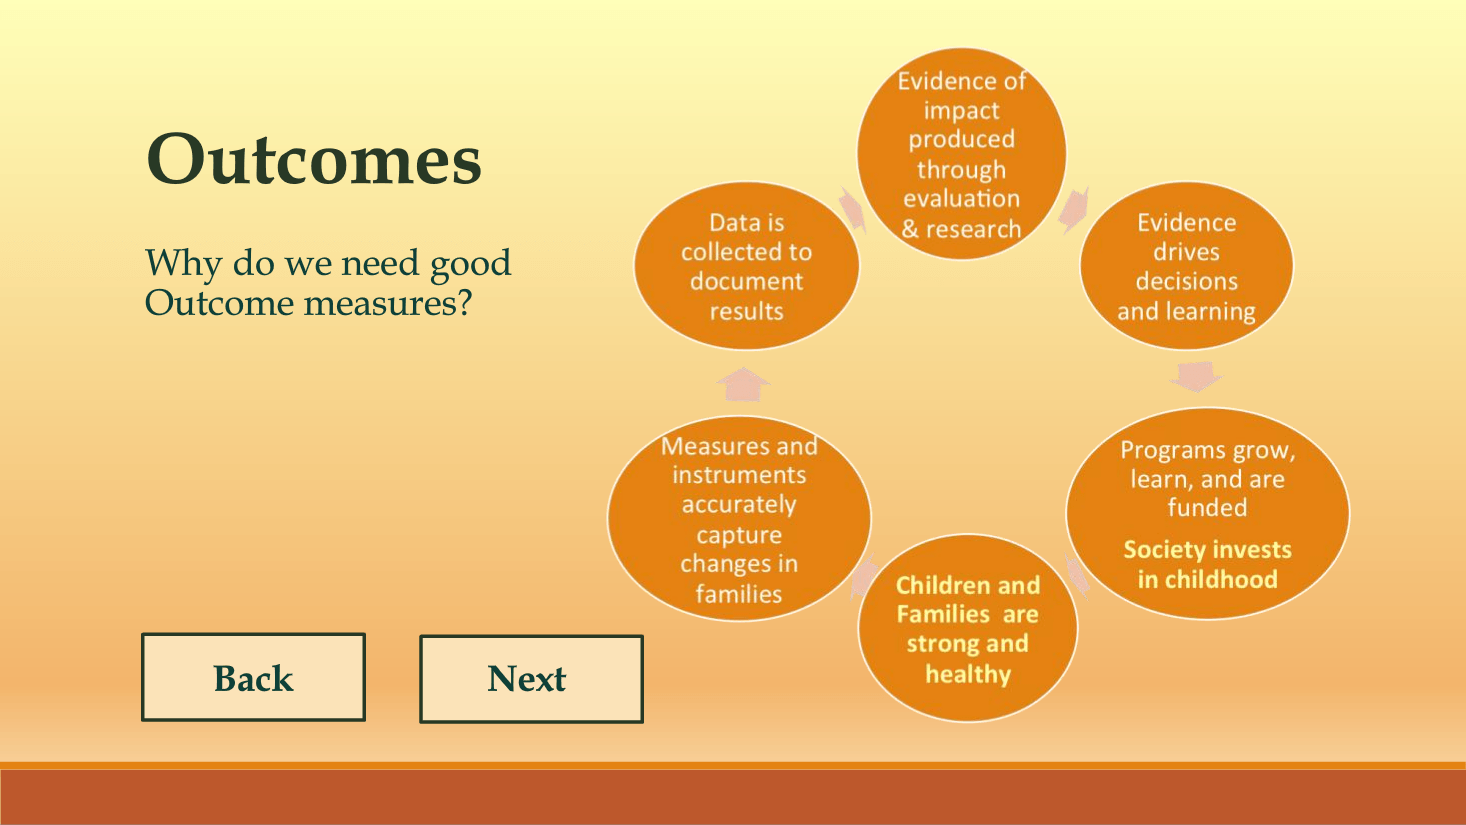 Outcomes
Why do we need good
Outcome measures?
Evidence of
impact
produced
through
evaluation
& research
Evidence
drives
decisions
and learning
Programs grow,
learn, and are
funded
Society invests
in childhood
Children and
Families  are
strong and
healthy
Measures and
instruments
accurately
capture
changes in
families
Data is
collected to
document
results
Back
Next